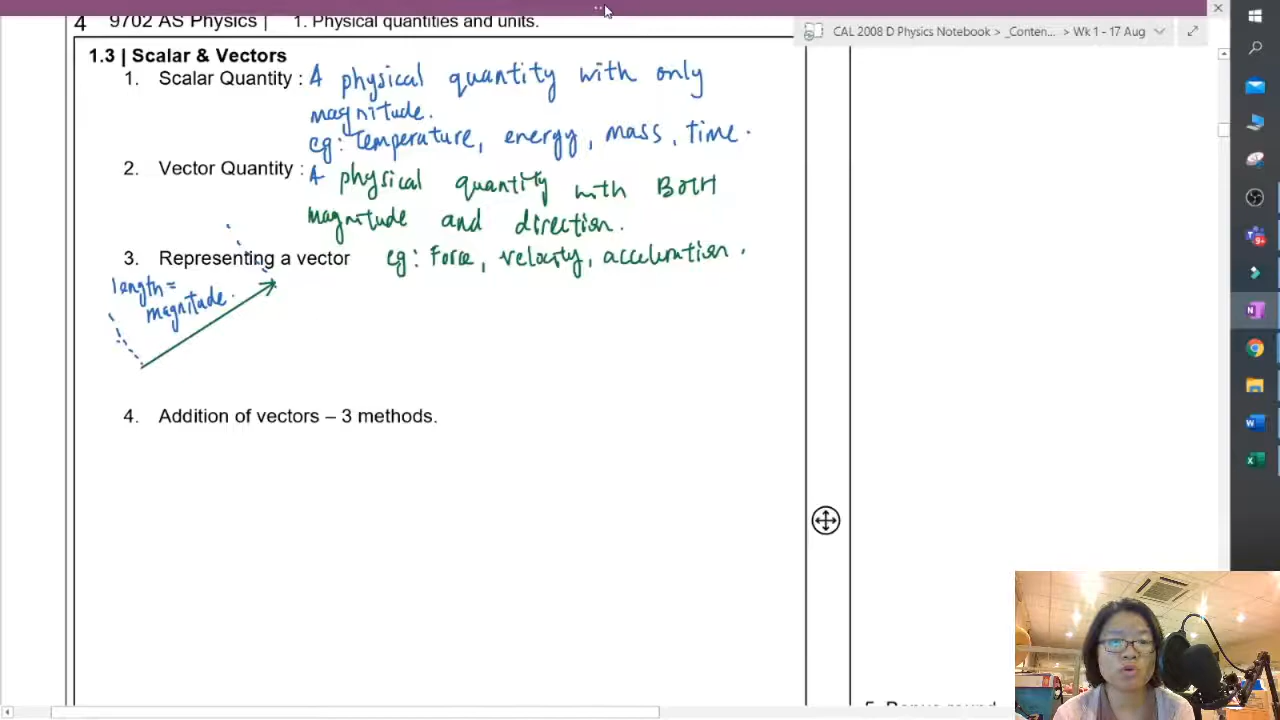 4 9702 AS Physics | 1. Physical quantities and units.
CAL 2008 D Physics Notebook > _Conten... > Wk 1 - 17 Aug
1.3 | Scalar & Vectors
1. Scalar Quantity : A physical quantity with only
magnitude.
eg: Temperature, energy, mass, time.
2. Vector Quantity : A physical quantity with BOTH
magnitude and direction.
3. Representing a vector eg: Force, velocity, acceleration.
length =
magnitude.
4. Addition of vectors – 3 methods.